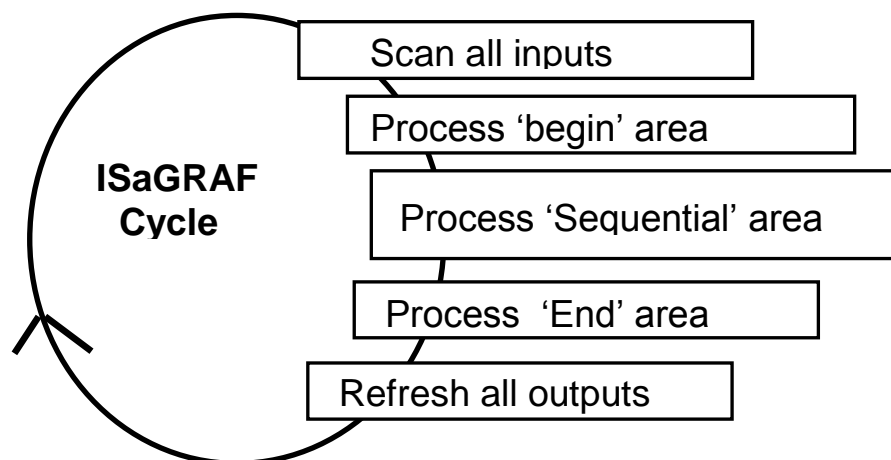 Scan all inputs
Process ‘begin’ area
ISaGRAF
Cycle
Process ‘Sequential’ area
Process ‘End’ area
Refresh all outputs